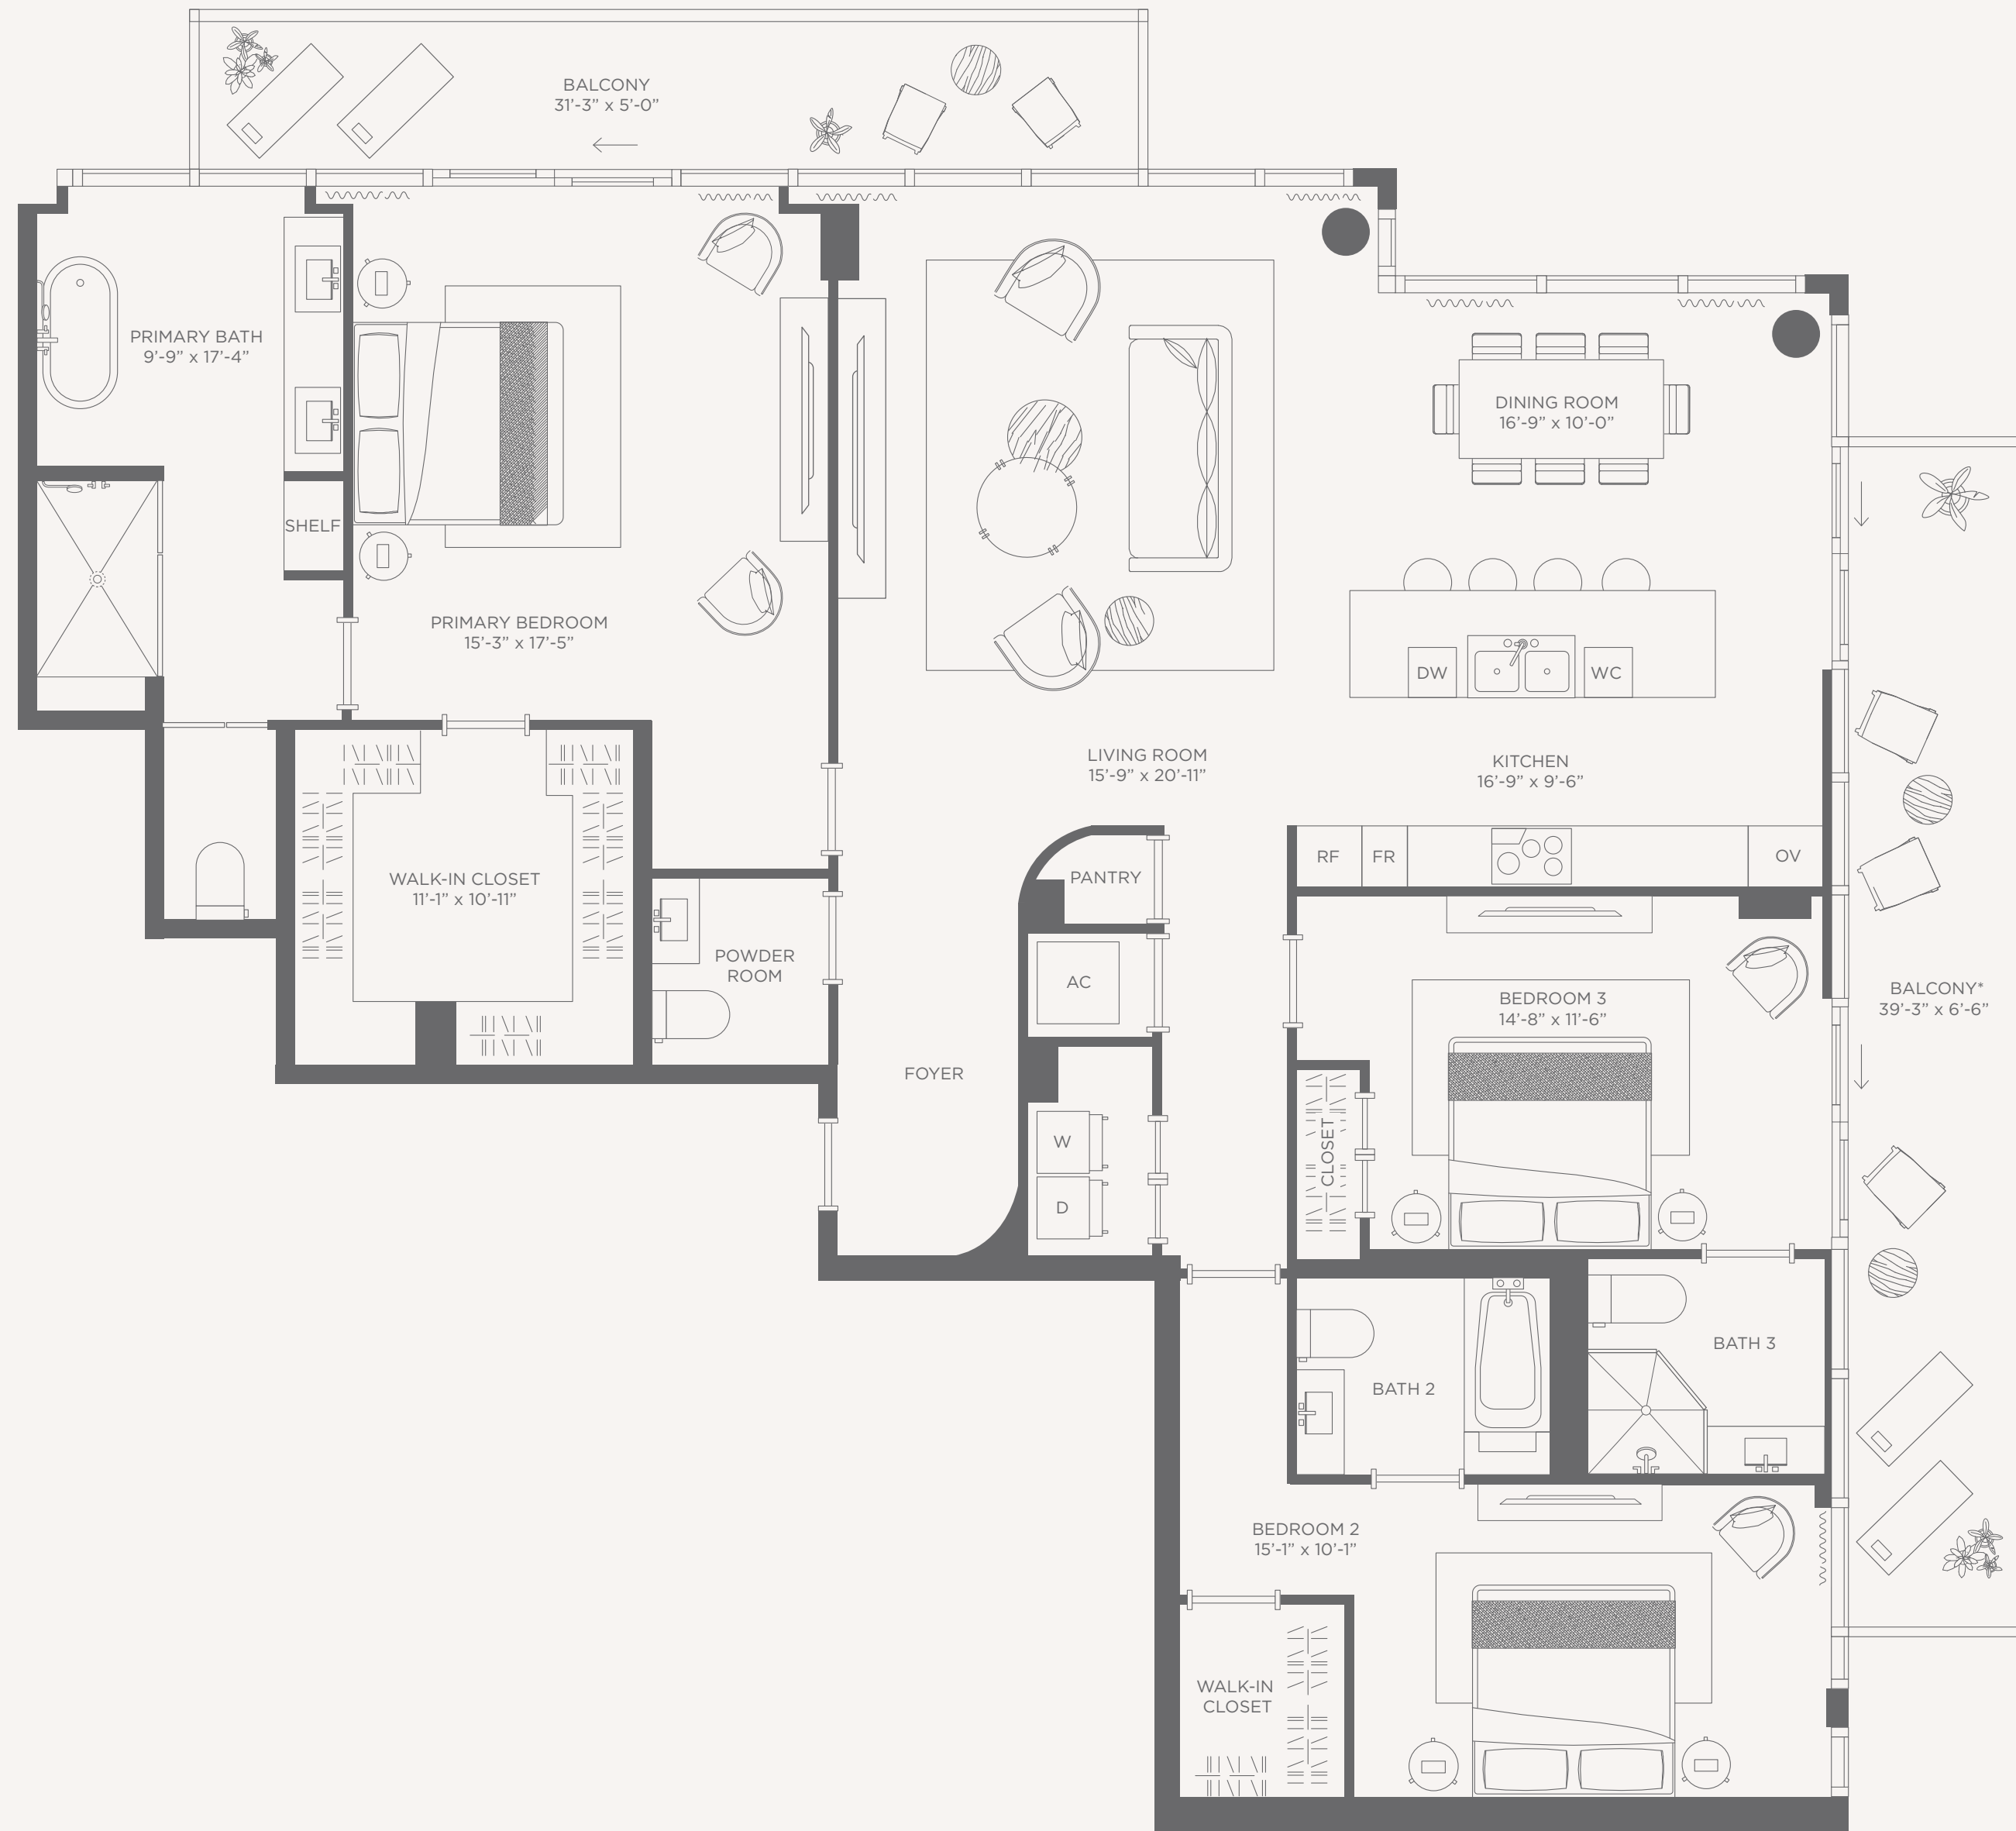 BALCONY
31'-3” x 5'-0”
PRIMARY BATH
9'-9” x 17'-4”
SHELF
PRIMARY BEDROOM
15'-3” x 17'-5”
DINING ROOM
16'-9” x 10'-0”
DW
WC
LIVING ROOM
15'-9” x 20'-11”
KITCHEN
16'-9” x 9'-6”
RF
FR
OV
PANTRY
WALK-IN CLOSET
11'-1” x 10'-11”
POWDER
ROOM
AC
FOYER
W
D
BEDROOM 3
14'-8” x 11'-6”
BALCONY*
39'-3” x 6'-6”
CLOSET
BATH 2
BATH 3
BEDROOM 2
15'-1” x 10'-1”
WALK-IN
CLOSET